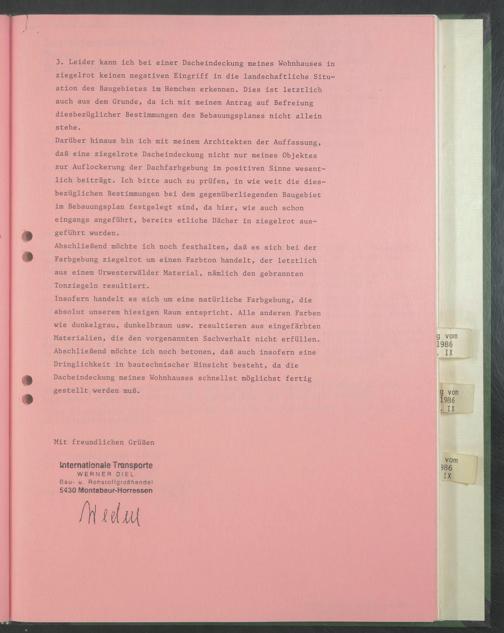 3. Leider kann ich bei einer Dacheindeckung meines Wohnhauses in
ziegelrot keinen negativen Eingriff in die landschaftliche Situ-
ation des Baugebietes im Hemchen erkennen. Dies ist letztlich
auch aus dem Grunde, da ich mit meinem Antrag auf Befreiung
diesbezüglicher Bestimmungen des Bebauungsplanes nicht allein
stehe.
Darüber hinaus bin ich mit meinem Architekten der Auffassung,
daß eine ziegelrote Dacheindeckung nicht nur meines Objektes
zur Auflockerung der Dachfarbgebung im positiven Sinne wesent-
lich beiträgt. Ich bitte auch zu prüfen, in wie weit die dies-
bezüglichen Bestimmungen bei dem gegenüberliegenden Baugebiet
im Bebauungsplan festgelegt sind, da hier, wie auch schon
eingangs angeführt, bereits etliche Dächer in ziegelrot aus-
geführt wurden.
Abschließend möchte ich noch festhalten, daß es sich bei der
Farbgebung ziegelrot um einen Farbton handelt, der letztlich
aus einem Urwesterwälder Material, nämlich den gebrannten
Tonziegeln resultiert.
Insofern handelt es sich um eine natürliche Farbgebung, die
absolut unserem hiesigen Raum entspricht. Alle anderen Farben
wie dunkelgrau, dunkelbraun usw. resultieren aus eingefärbten
Materialien, die den vorgenannten Sachverhalt nicht erfüllen.
Abschließend möchte ich noch betonen, daß auch insofern eine
Dringlichkeit in bautechnischer Hinsicht besteht, da die
Dacheindeckung meines Wohnhauses schnellst möglichst fertig
gestellt werden muß.
Mit freundlichen Grüßen
Internationale Transporte
WERNER DIEL
Bau- u. Rohstoffgroßhandel
5430 Montabaur-Horressen
g vom
1986
. IX
g vom
1986
. II
vom
986
IX